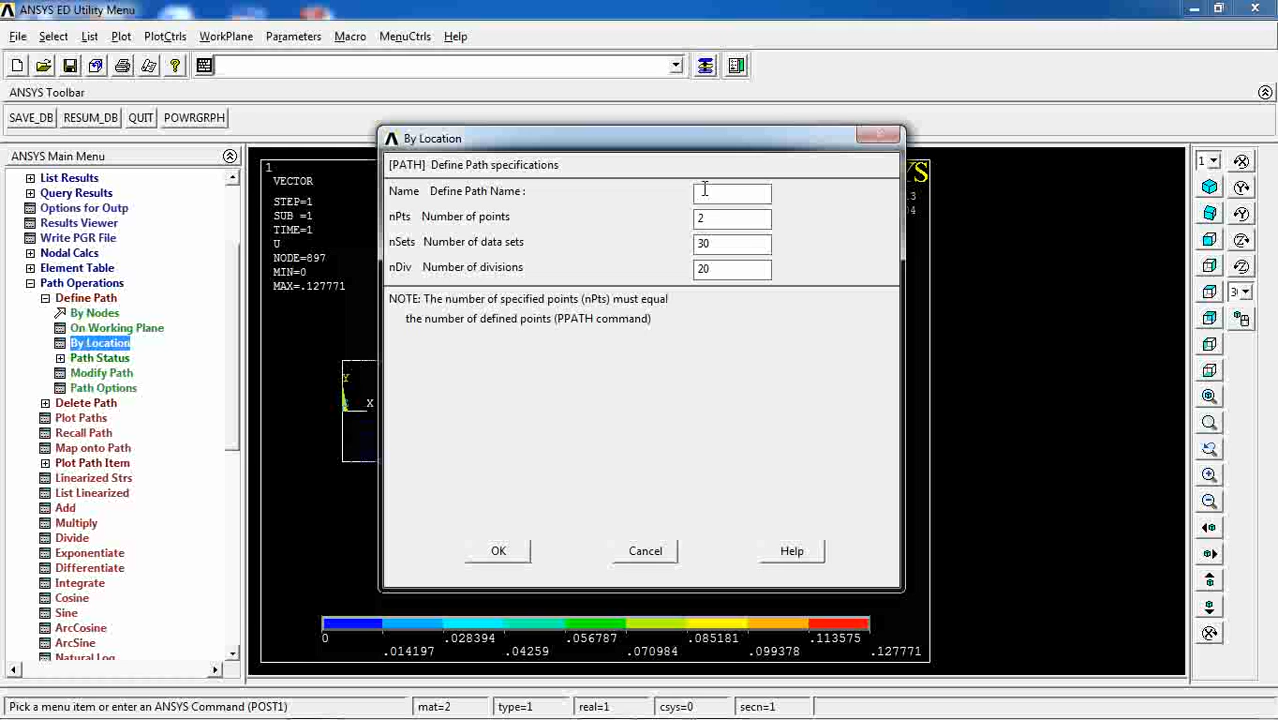 ANSYS ED Utility Menu
File Select List Plot PlotCtrls WorkPlane Parameters Macro MenuCtrls Help
ANSYS Toolbar
SAVE_DB RESUM_DB QUIT POWRGRPH
ANSYS Main Menu
List Results
Query Results
Options for Outp
Results Viewer
Write PGR File
Nodal Calcs
Element Table
Path Operations
Define Path
By Nodes
On Working Plane
By Location
Path Status
Modify Path
Path Options
Delete Path
Plot Paths
Recall Path
Map onto Path
Plot Path Item
Linearized Strs
List Linearized
Add
Multiply
Divide
Exponentiate
Differentiate
Integrate
Cosine
Sine
ArcCosine
ArcSine
Natural Log
1
VECTOR
STEP=1
SUB =1
TIME=1
U
NODE=897
MIN=0
MAX=.127771
Y
X
By Location
[PATH] Define Path specifications
Name Define Path Name :
nPts Number of points 2
nSets Number of data sets 30
nDiv Number of divisions 20
NOTE: The number of specified points (nPts) must equal
the number of defined points (PPATH command)
OK Cancel Help
0 .028394 .056787 .085181 .113575
.014197 .04259 .070984 .099378 .127771
1
Pick a menu item or enter an ANSYS Command (POST1) mat=2 type=1 real=1 csys=0 secn=1